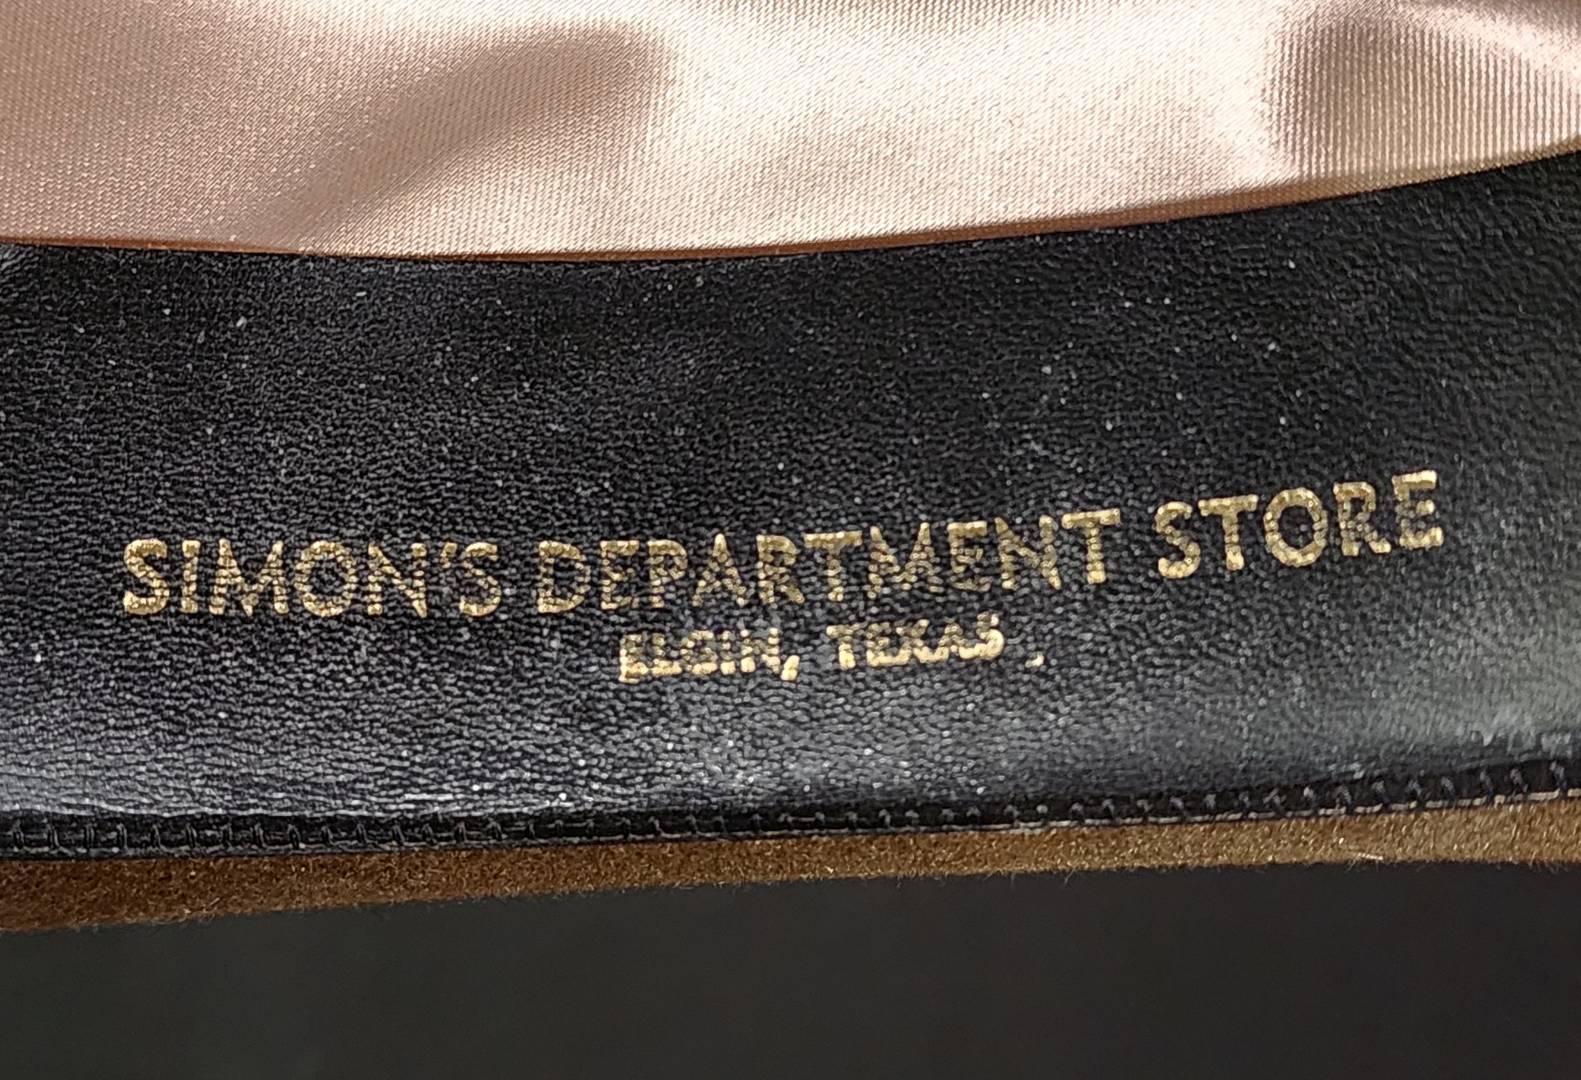 SIMON'S DEPARTMENT STORE
ELGIN, TEXAS.